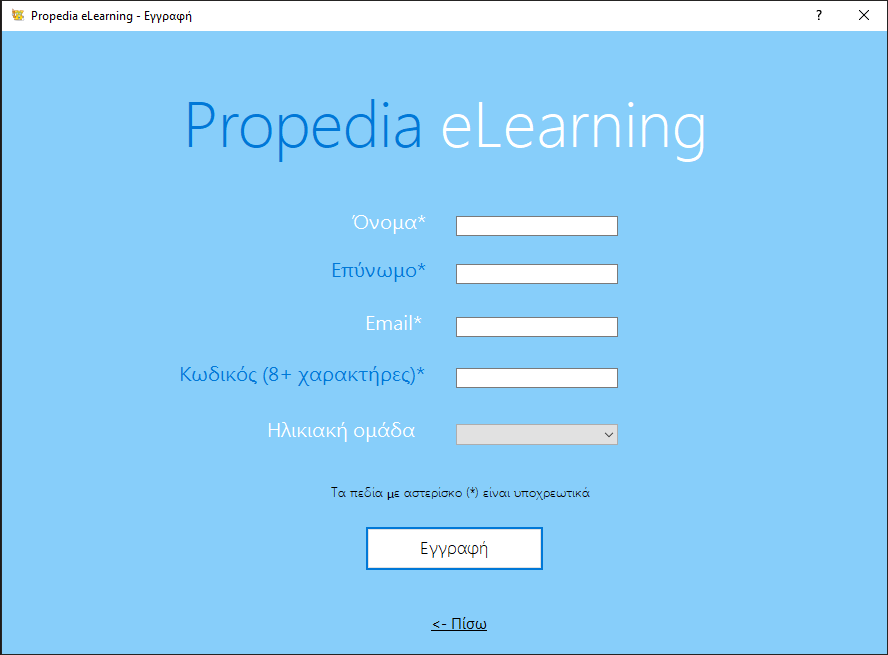 Propedia eLearning - Εγγραφή
?
Propedia eLearning
Όνομα*
Επύνωμο*
Email*
Κωδικός (8+ χαρακτήρες)*
Ηλικιακή ομάδα
Τα πεδία με αστερίσκο (*) είναι υποχρεωτικά
Εγγραφή
<- Πίσω